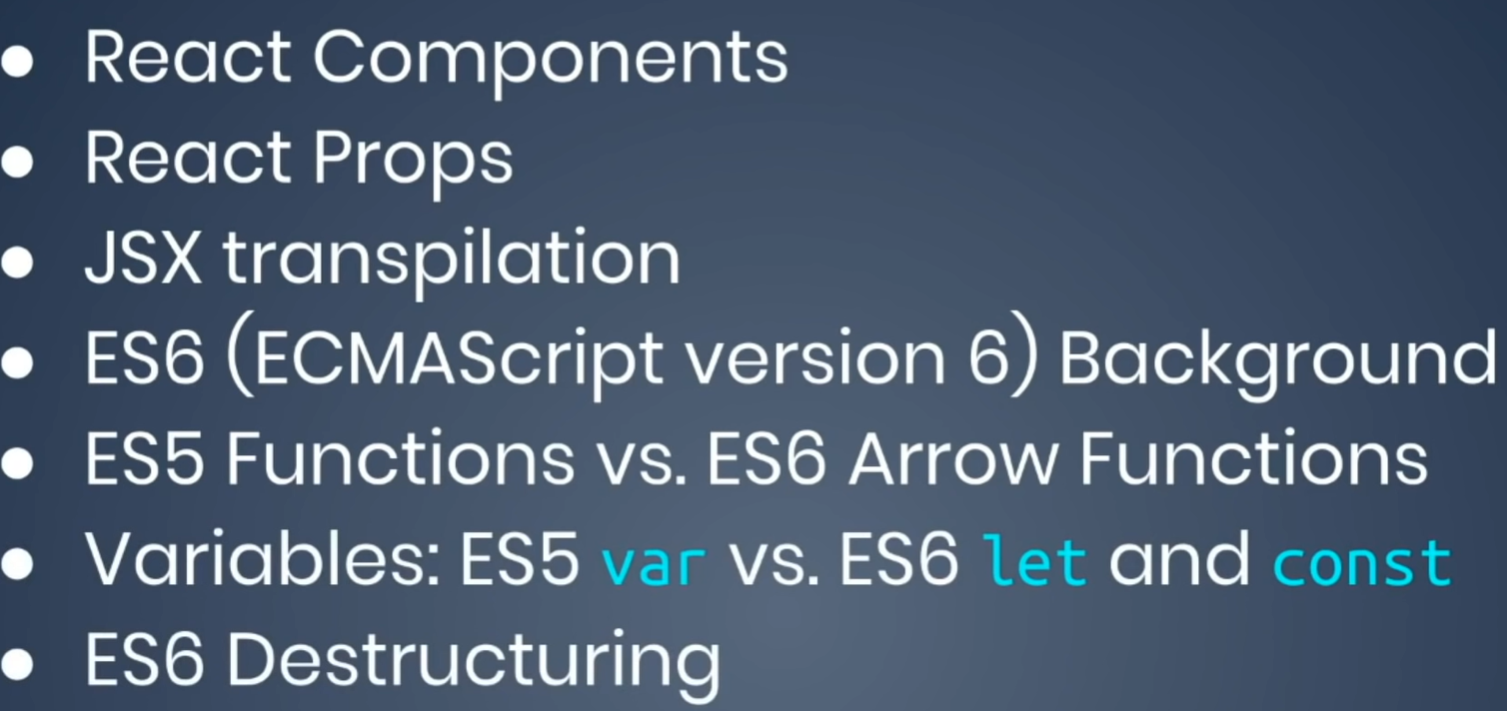 • React Components
• React Props
• JSX transpilation
• ES6 (ECMAScript version 6) Background
• ES5 Functions vs. ES6 Arrow Functions
• Variables: ES5 var vs. ES6 let and const
• ES6 Destructuring